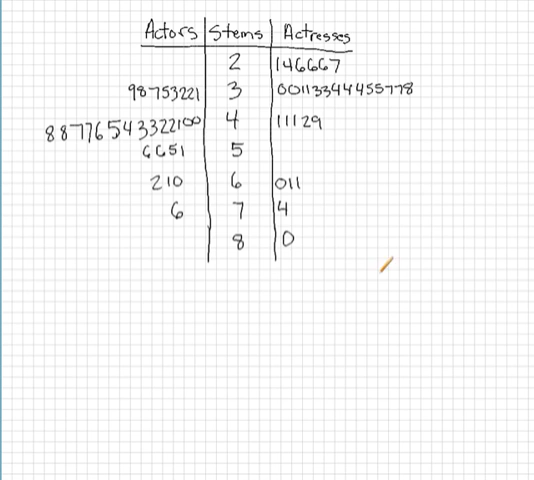 Actors Stems Actresses
2 146667
98753221 3 00113344455778
88776543322100 4 11129
6651 5
210 6 011
6 7 4
8 0